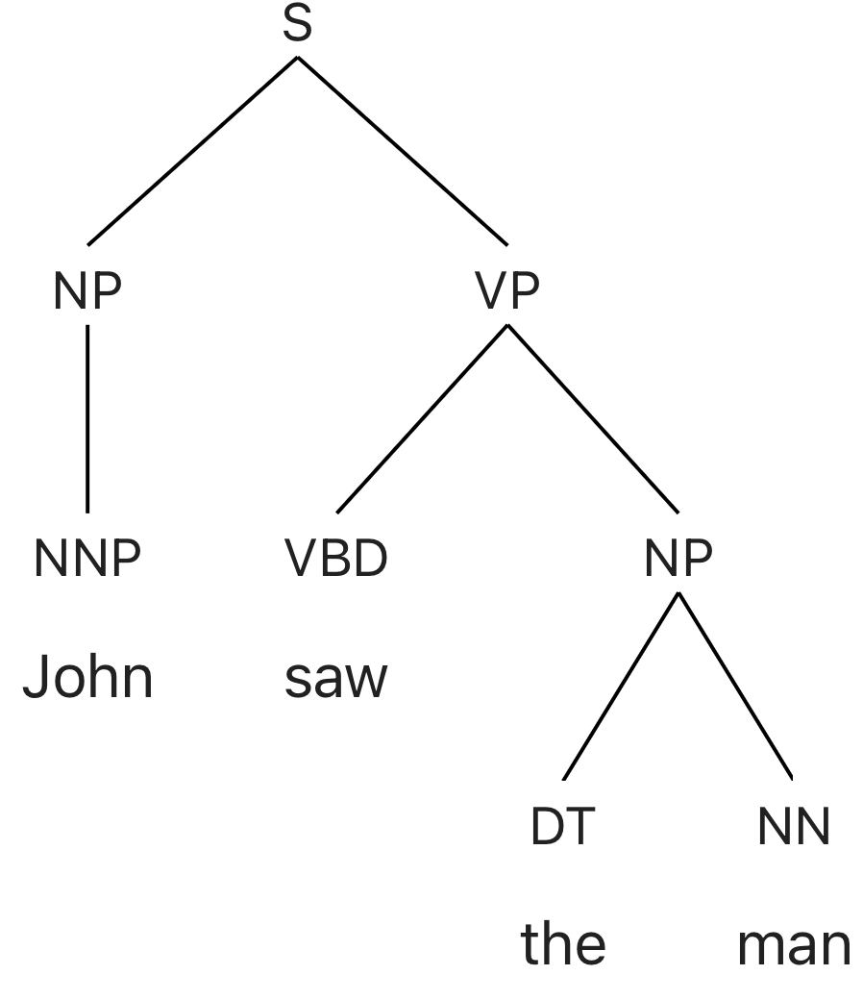 S
NP VP
NNP VBD NP
John saw
DT NN
the man